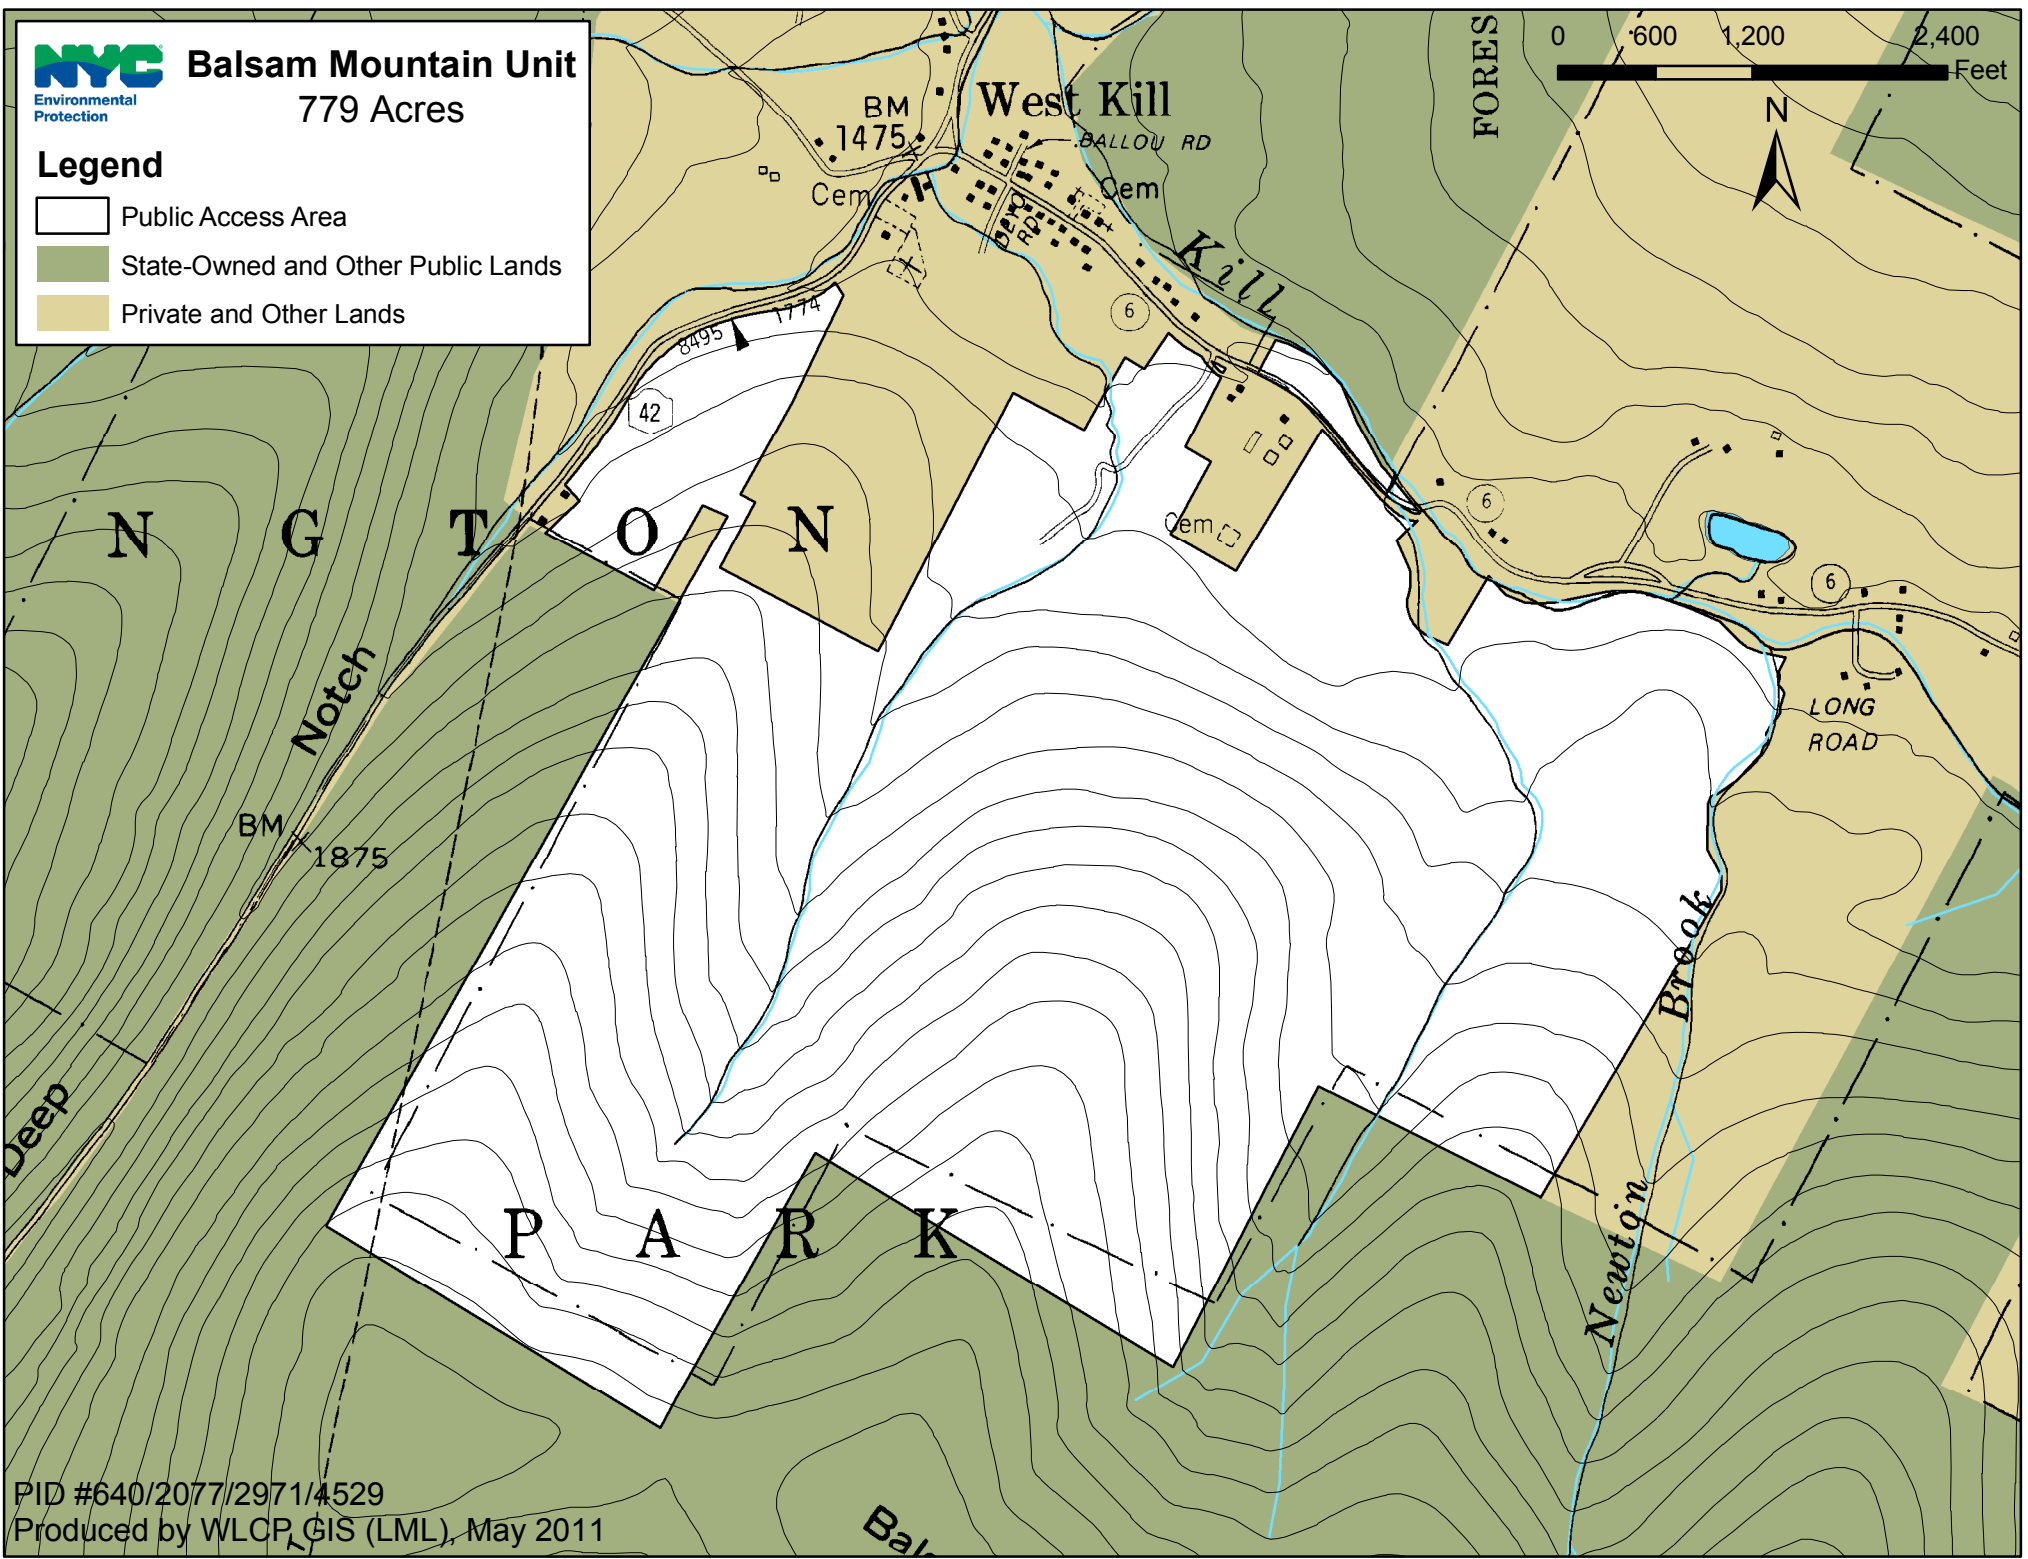 NYC
Environmental
Protection
Balsam Mountain Unit
779 Acres
Legend
Public Access Area
State-Owned and Other Public Lands
Private and Other Lands
0 600 1,200 2,400
Feet
N
FORES
BM
1475
West Kill
BALLOU RD
Cem
Cem
RD
Kill
6
1774
8495
42
N G T O N
Cem
6
6
LONG
ROAD
Notch
BM
1875
Brook
Deep
P A R K
Newton
PID #640/2077/2971/4529
Produced by WLCP GIS (LML), May 2011
T